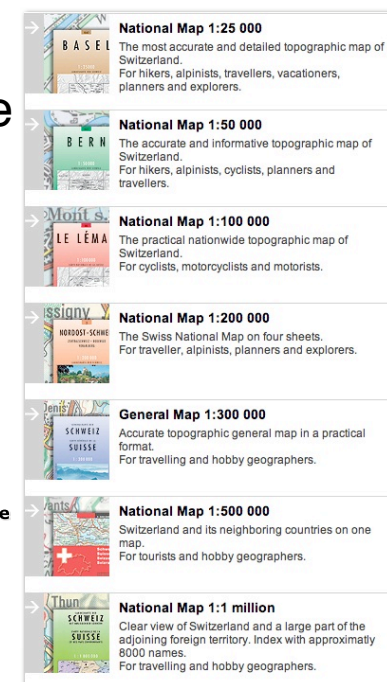 National Map 1:25 000
BASEL
The most accurate and detailed topographic map of
Switzerland.
For hikers, alpinists, travellers, vacationers,
planners and explorers.
e
National Map 1:50 000
BERN
The accurate and informative topographic map of
Switzerland.
For hikers, alpinists, cyclists, planners and
travellers.
Mont s.
National Map 1:100 000
LE LÉMA
The practical nationwide topographic map of
Switzerland.
For cyclists, motorcyclists and motorists.
ssigny
National Map 1:200 000
NORDOST-SCHWE
The Swiss National Map on four sheets.
For traveller, alpinists, planners and explorers.
Denis
General Map 1:300 000
SCHWEIZ
SUISSE
Accurate topographic general map in a practical
format.
For travelling and hobby geographers.
e
ants
National Map 1:500 000
Switzerland and its neighboring countries on one
map.
For tourists and hobby geographers.
Thun
National Map 1:1 million
SCHWEIZ
SUISSE
Clear view of Switzerland and a large part of the
adjoining foreign territory. Index with approximatly
8000 names.
For travelling and hobby geographers.